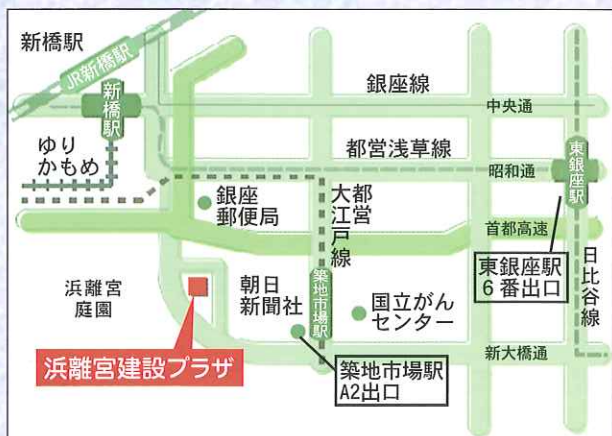 新橋駅
JR新橋駅
新橋駅
ゆり
かもめ
銀座線
中央通
都営浅草線
昭和通
東銀座駅
銀座
郵便局
都営
大江戸線
首都高速
日比谷線
東銀座駅
6番出口
浜離宮
庭園
朝日
新聞社
築地市場駅
国立がん
センター
新大橋通
浜離宮建設プラザ
築地市場駅
A2出口